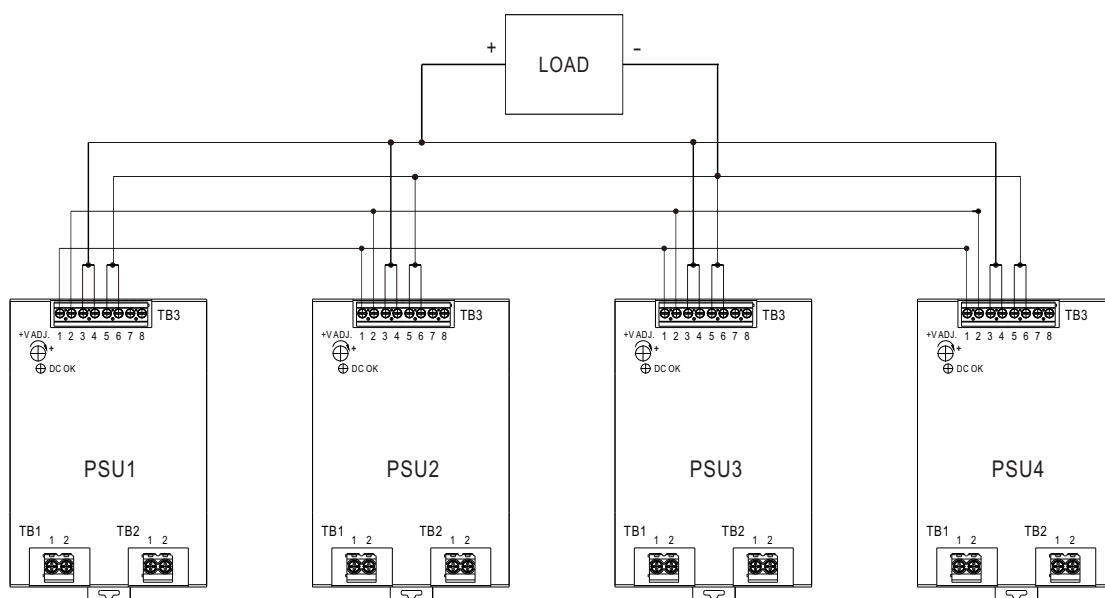 + LOAD -
TB3 TB3 TB3 TB3
1 2 3 4 5 6 7 8 1 2 3 4 5 6 7 8 1 2 3 4 5 6 7 8 1 2 3 4 5 6 7 8
+V ADJ. +V ADJ. +V ADJ. +V ADJ.
+ + + +
DC OK DC OK DC OK DC OK
PSU1 PSU2 PSU3 PSU4
TB1 1 2 TB2 1 2 TB1 1 2 TB2 1 2 TB1 1 2 TB2 1 2 TB1 1 2 TB2 1 2